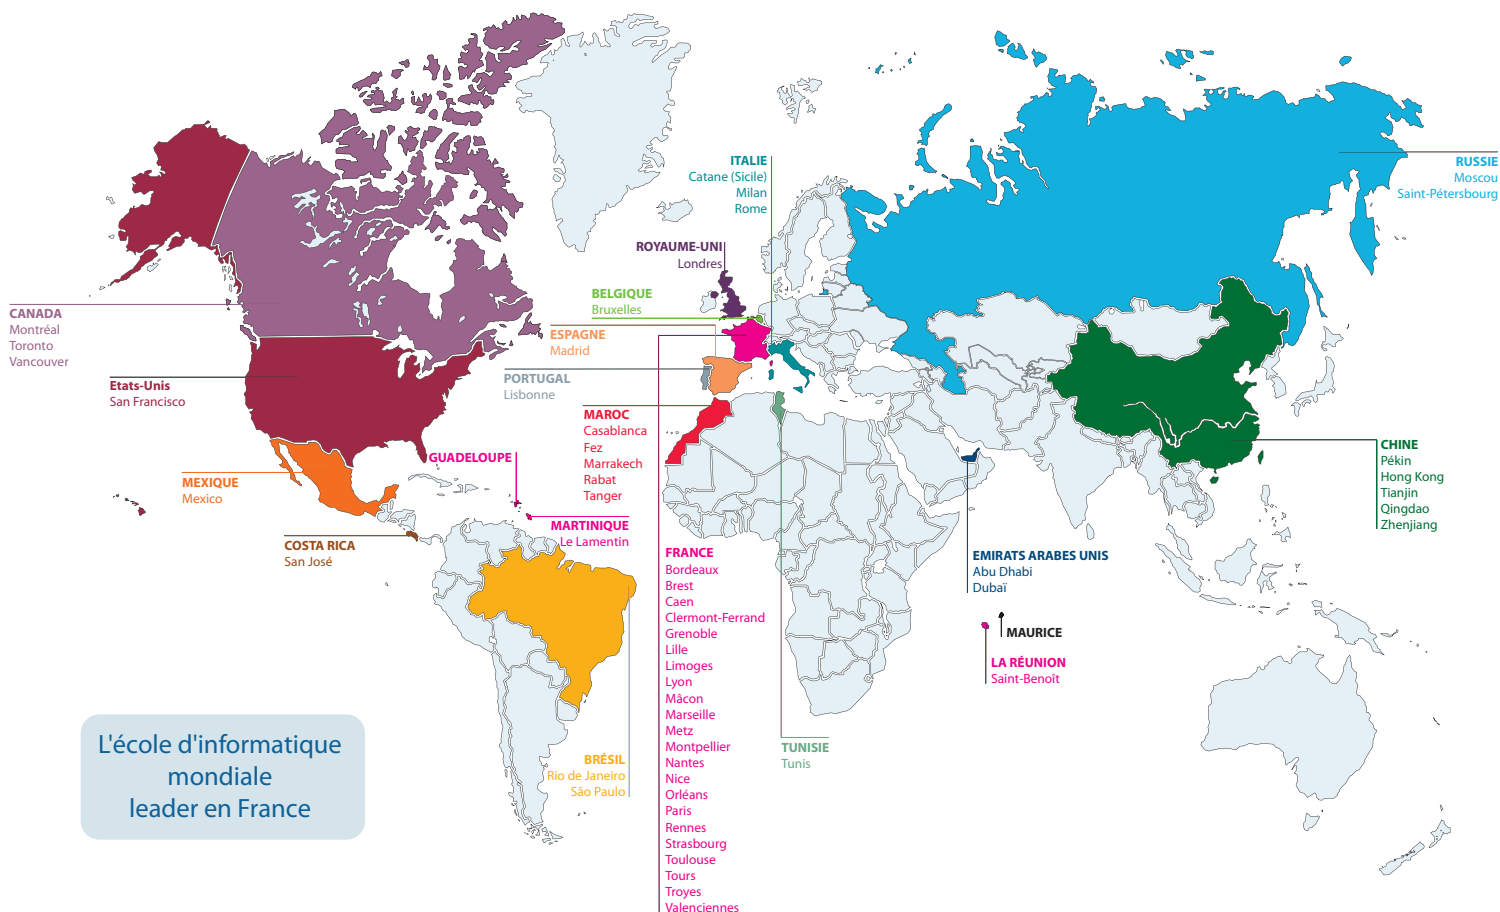 ITALIE
Catane (Sicile)
Milan
Rome
RUSSIE
Moscou
Saint-Pétersbourg
ROYAUME-UNI
Londres
BELGIQUE
Bruxelles
CANADA
Montréal
Toronto
Vancouver
ESPAGNE
Madrid
PORTUGAL
Lisbonne
Etats-Unis
San Francisco
MAROC
Casablanca
Fez
Marrakech
Rabat
Tanger
GUADELOUPE
CHINE
Pékin
Hong Kong
Tianjin
Qingdao
Zhenjiang
MEXIQUE
Mexico
MARTINIQUE
Le Lamentin
COSTA RICA
San José
FRANCE
Bordeaux
Brest
Caen
Clermont-Ferrand
Grenoble
Lille
Limoges
Lyon
Mâcon
Marseille
Metz
Montpellier
Nantes
Nice
Orléans
Paris
Rennes
Strasbourg
Toulouse
Tours
Troyes
Valenciennes
EMIRATS ARABES UNIS
Abu Dhabi
Dubaï
MAURICE
LA RÉUNION
Saint-Benoît
TUNISIE
Tunis
BRÉSIL
Rio de Janeiro
São Paulo
L'école d'informatique
mondiale
leader en France